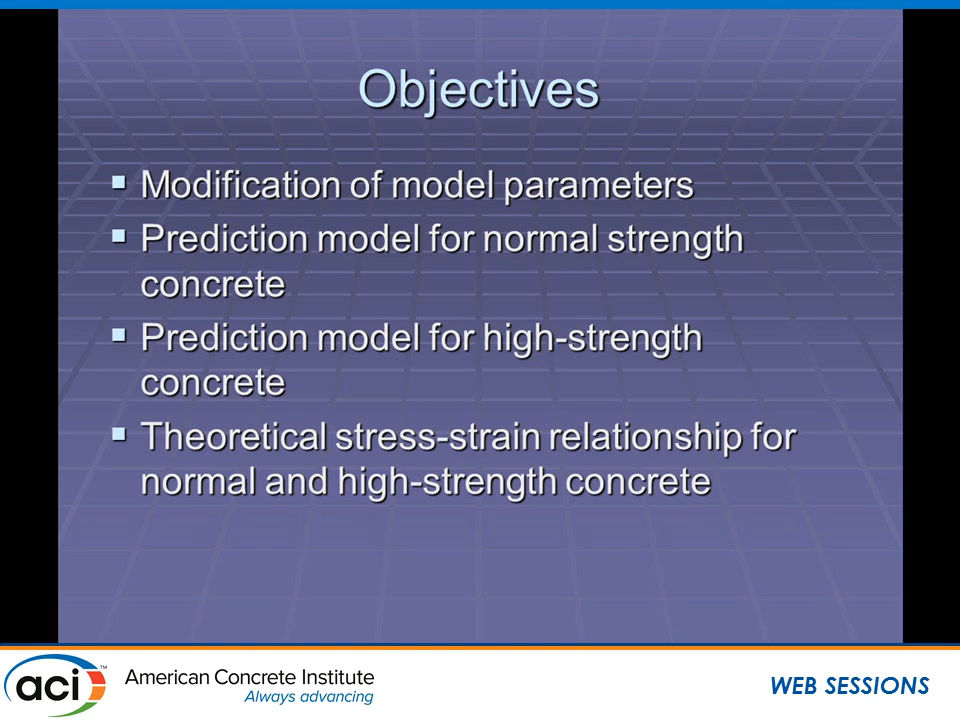 Objectives
▪ Modification of model parameters
▪ Prediction model for normal strength
concrete
▪ Prediction model for high-strength
concrete
▪ Theoretical stress-strain relationship for
normal and high-strength concrete
aci™
American Concrete Institute
Always advancing
WEB SESSIONS